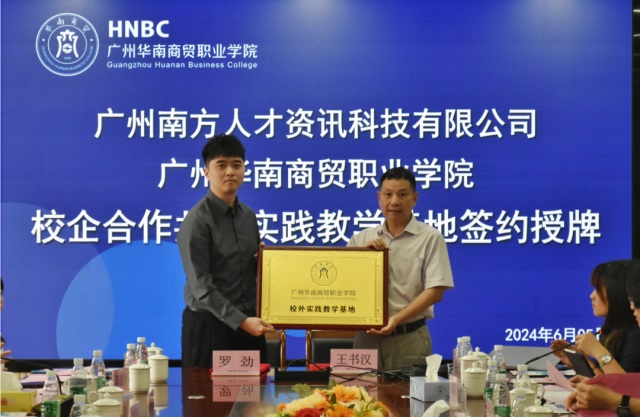 HNBC
广州华南商贸职业学院
Guangzhou Huanan Business College
广州南方人才资讯科技有限公司
广州华南商贸职业学院
校企合作共 实践教学 地签约授牌
广州华南商贸职业学院
校外实践教学基地
2024年6月05
罗 劲
王书汉
HNBC